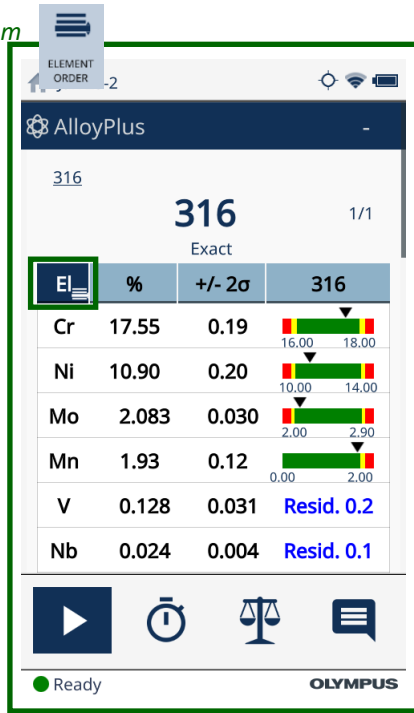 m
ELEMENT
ORDER
-2
AlloyPlus -
316
316 1/1
Exact
El % +/- 2σ 316
Cr 17.55 0.19 16.00 18.00
Ni 10.90 0.20 10.00 14.00
Mo 2.083 0.030 2.00 2.90
Mn 1.93 0.12 0.00 2.00
V 0.128 0.031 Resid. 0.2
Nb 0.024 0.004 Resid. 0.1
Ready OLYMPUS